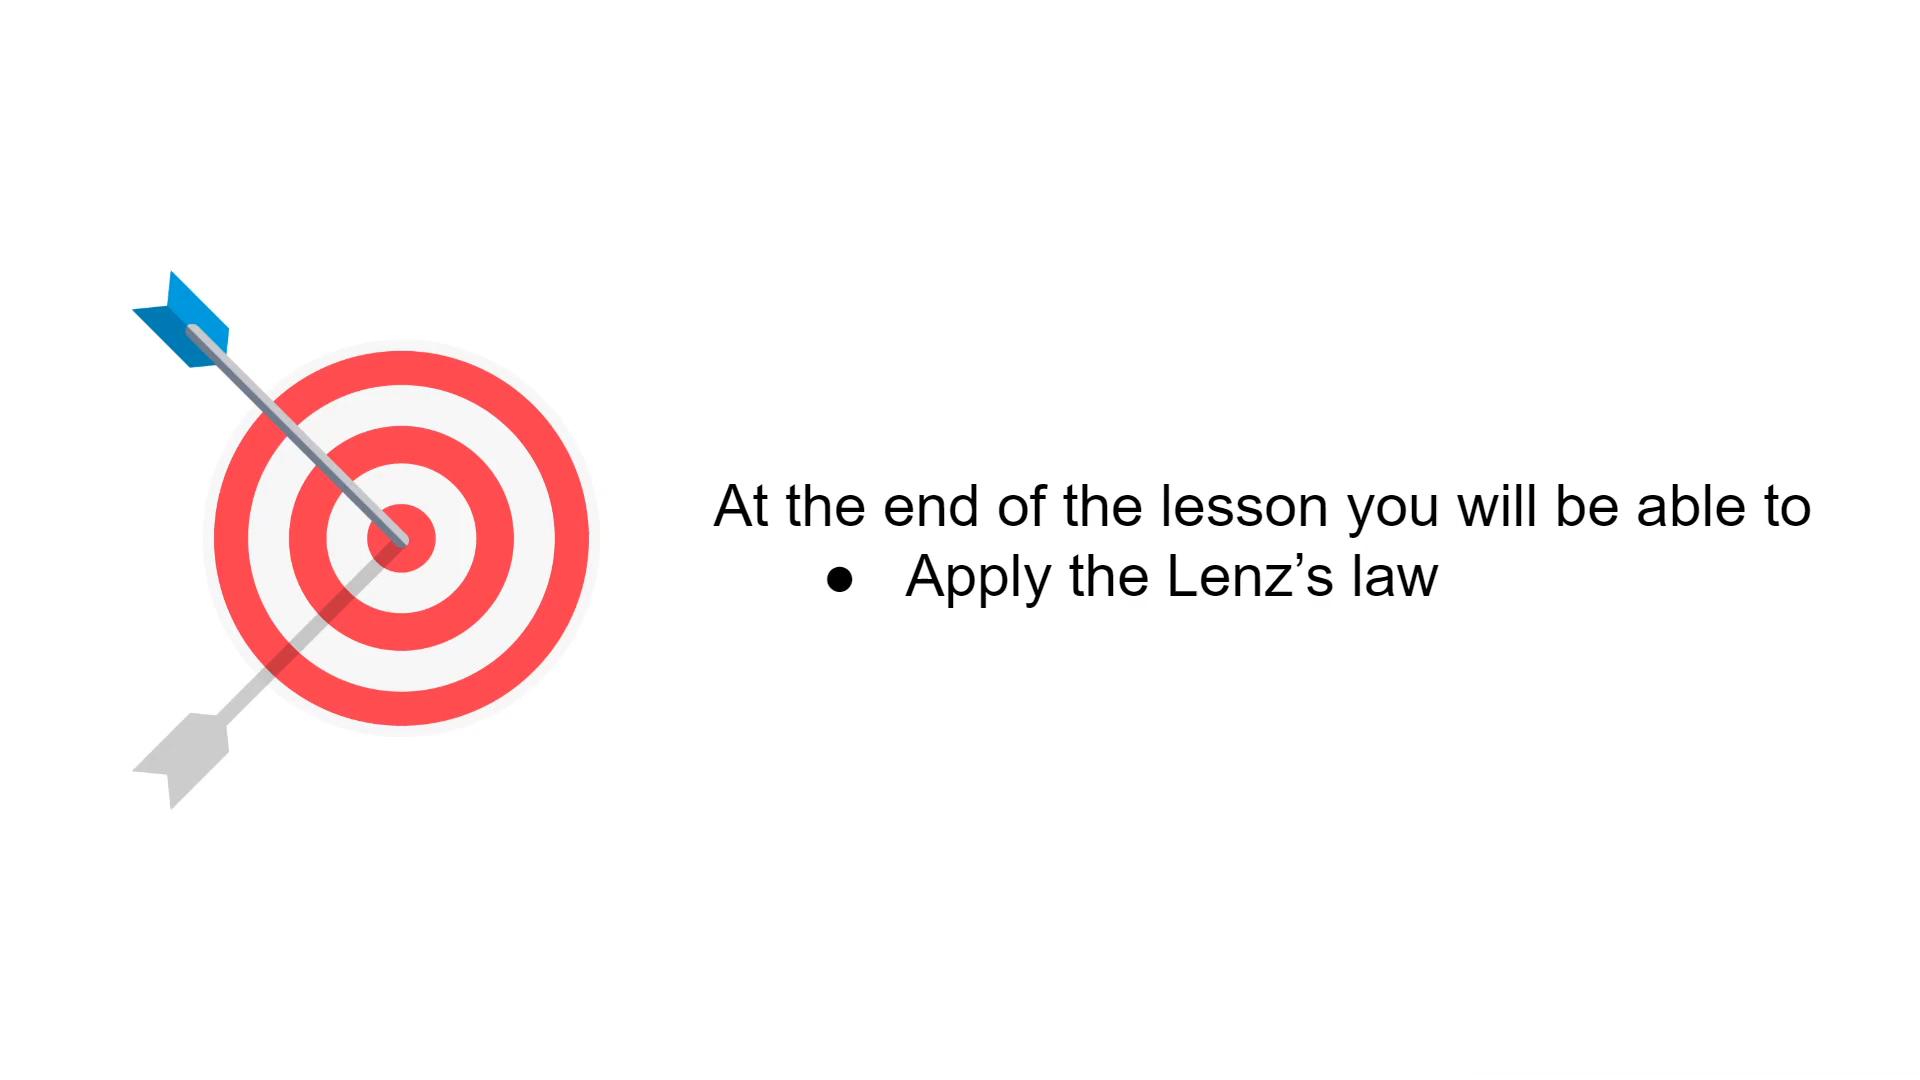 At the end of the lesson you will be able to
● Apply the Lenz’s law